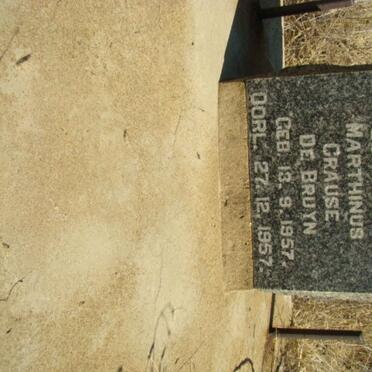 MARTHINUS
CRAUSE
DE BRUYN
GEB. 13. 9. 1957.
OORL. 27. 12. 1957.